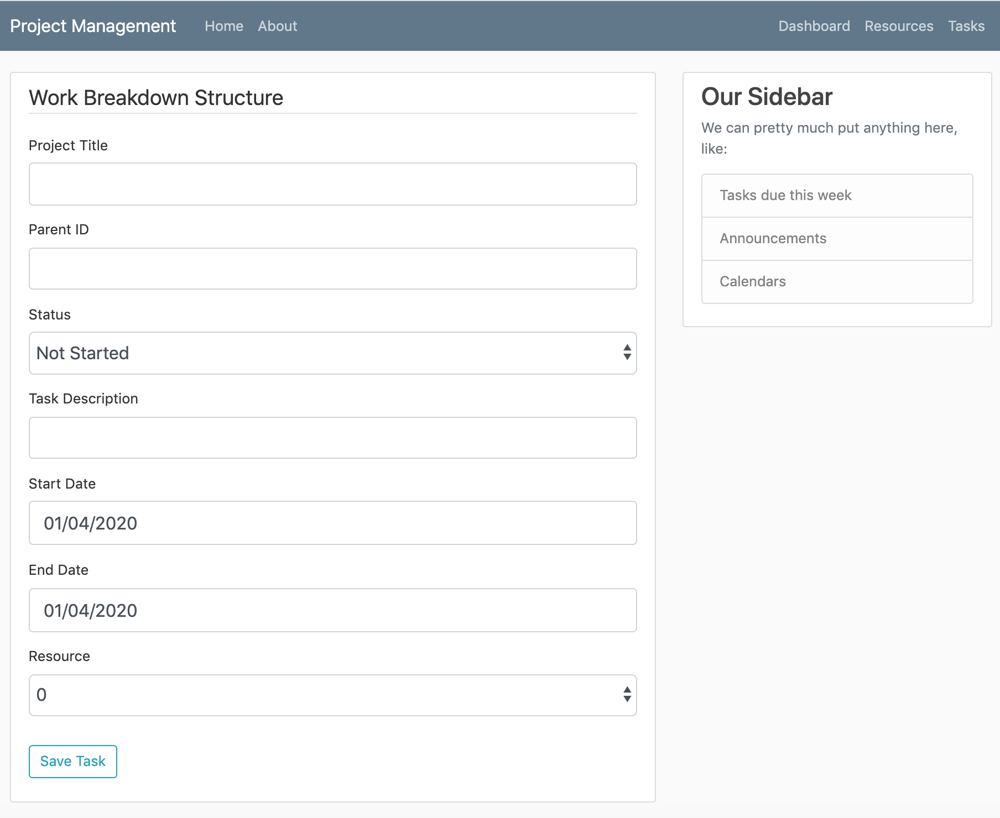 Project Management Home About Dashboard Resources Tasks
Work Breakdown Structure
Project Title
Parent ID
Status
Not Started
Task Description
Start Date
01/04/2020
End Date
01/04/2020
Resource
0
Save Task
Our Sidebar
We can pretty much put anything here,
like:
Tasks due this week
Announcements
Calendars